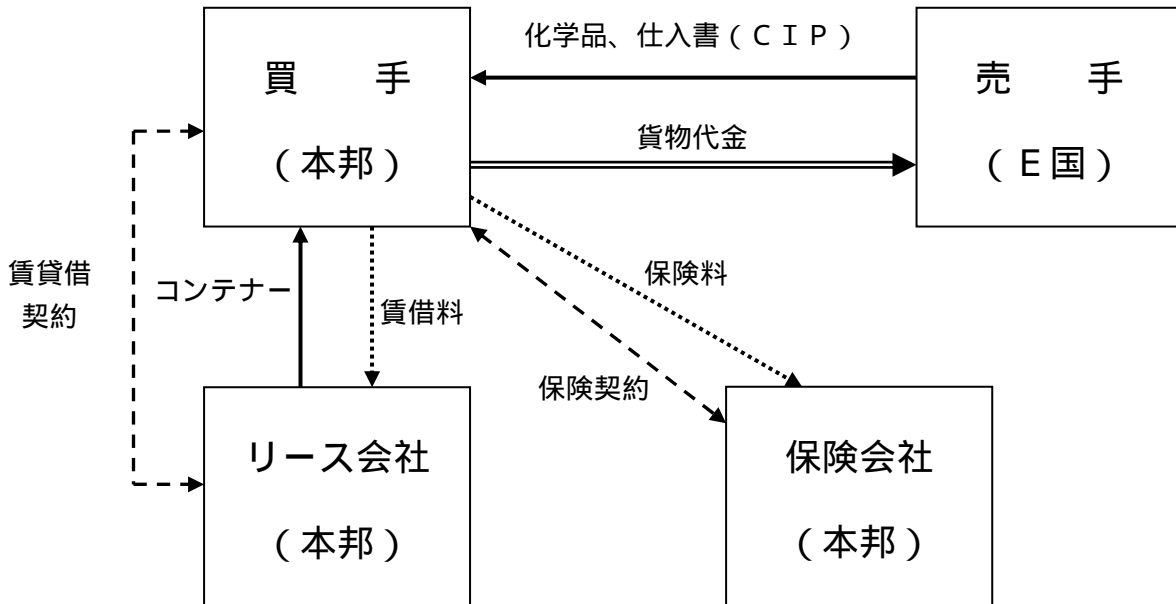 化学品、仕入書(CIP)
買 手
(本邦)
売 手
(E国)
貨物代金
賃貸借
契約
コンテナー
賃借料
保険料
保険契約
リース会社
(本邦)
保険会社
(本邦)